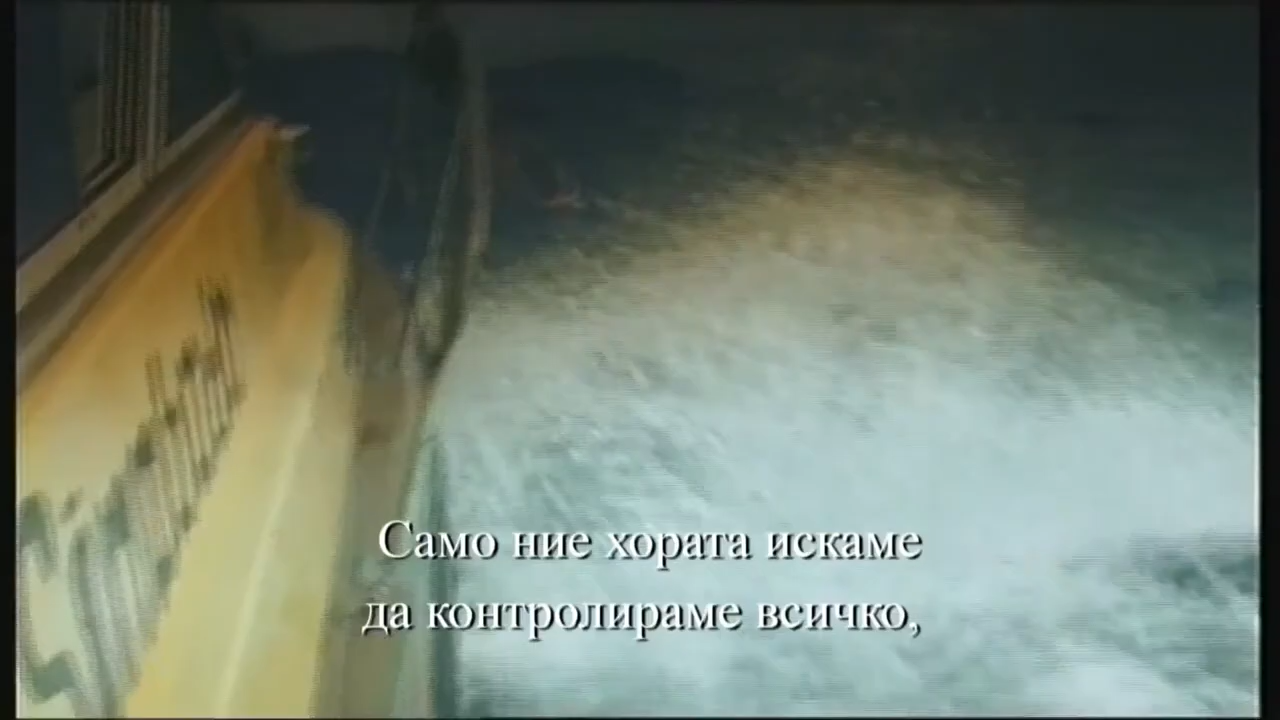 Само ние хората искаме
да контролираме всичко,